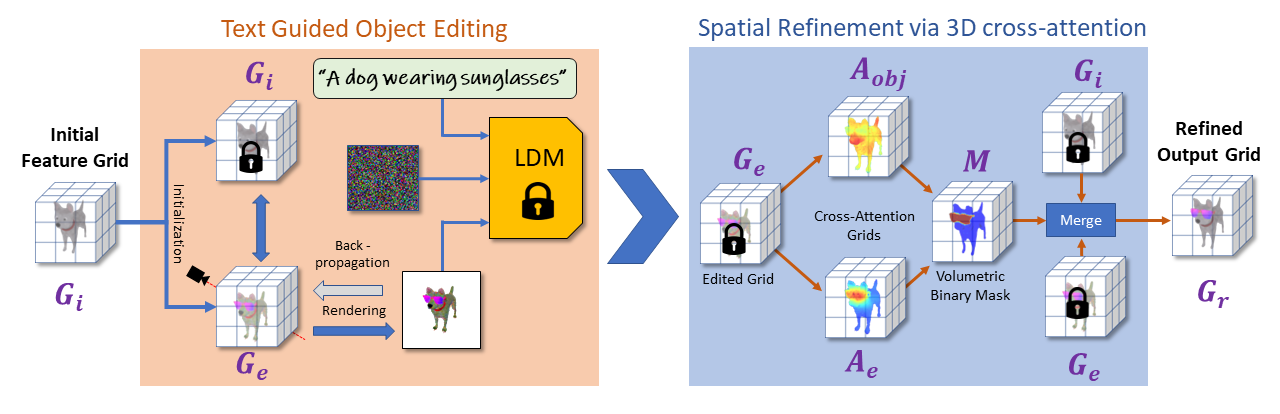 Text Guided Object Editing
Spatial Refinement via 3D cross-attention
Initial
Feature Grid
G_i
G_i
Initialization
G_e
"A dog wearing sunglasses"
LDM
Back -
propagation
Rendering
G_e
Edited Grid
A_obj
Cross-Attention
Grids
A_e
M
Volumetric
Binary Mask
G_i
Merge
G_e
Refined
Output Grid
G_r